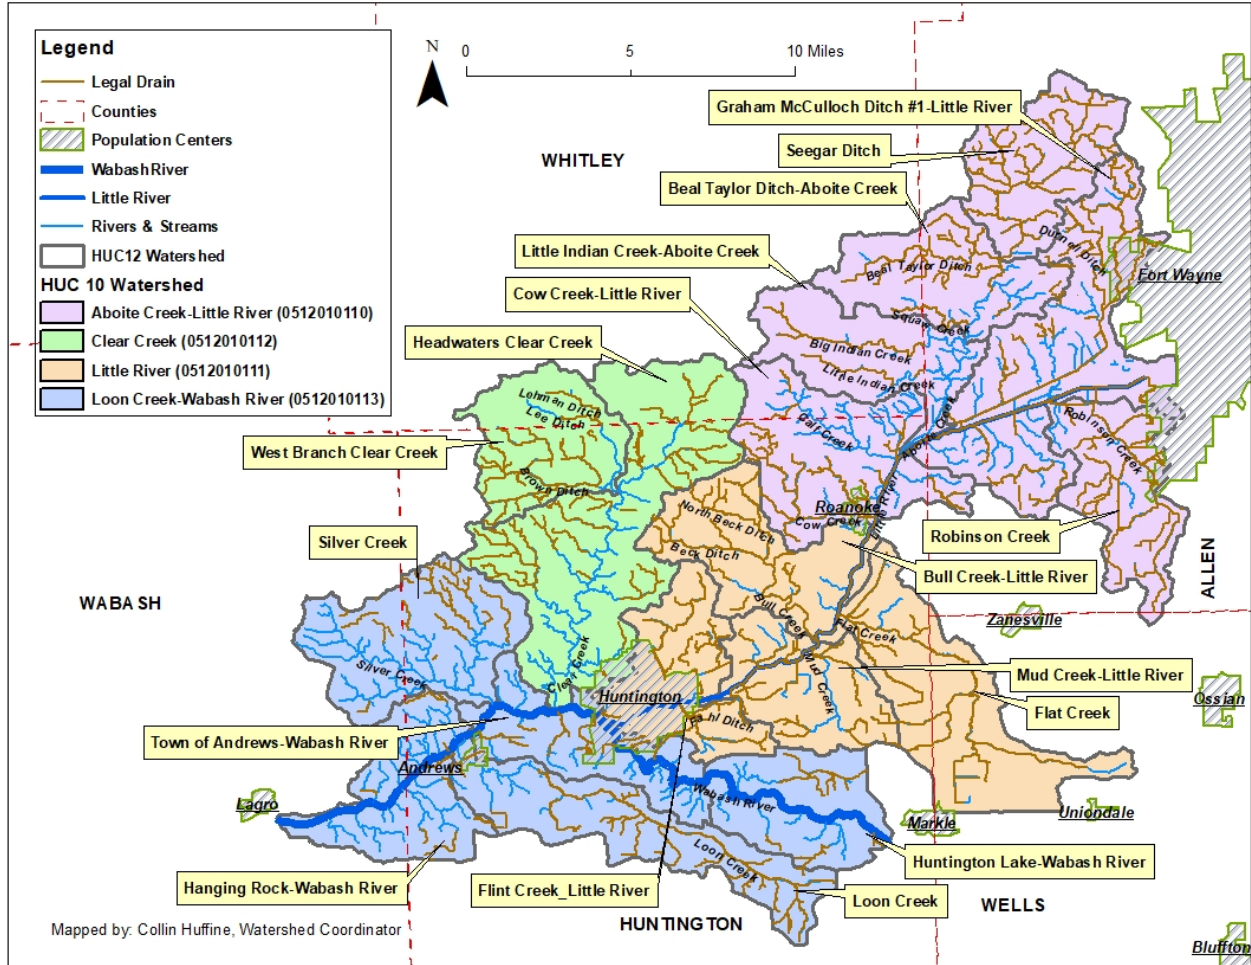 Legend
Legal Drain
Counties
Population Centers
Wabash River
Little River
Rivers & Streams
HUC12 Watershed
HUC 10 Watershed
Aboite Creek-Little River (0512010110)
Clear Creek (0512010112)
Little River (0512010111)
Loon Creek-Wabash River (0512010113)
N
0 5 10 Miles
Graham McCulloch Ditch #1-Little River
WHITLEY
Seegar Ditch
Beal Taylor Ditch-Aboite Creek
Little Indian Creek-Aboite Creek
Durnell Ditch
Beal Taylor Ditch
Fort Wayne
Cow Creek-Little River
Squaw Creek
Headwaters Clear Creek
Big Indian Creek
Little Indian Creek
Lehman Ditch
Lee Ditch
Calf Creek
Aboite Creek
Robinson Creek
West Branch Clear Creek
Brown Ditch
North Beck Ditch
Roanoke
Cow Creek
Little River
Robinson Creek
Silver Creek
Beck Ditch
Bull Creek-Little River
ALLEN
WABASH
Bull Creek
Flat Creek
Zanesville
Silver Creek
Clear Creek
Mud Creek
Mud Creek-Little River
Huntington
Flat Creek
Ossian
Fahl Ditch
Town of Andrews-Wabash River
Andrews
Lagro
Wabash River
Markle
Uniondale
Loon Creek
Huntington Lake-Wabash River
Hanging Rock-Wabash River
Flint Creek_Little River
Loon Creek
WELLS
HUNTINGTON
Mapped by: Collin Huffine, Watershed Coordinator
Bluffton